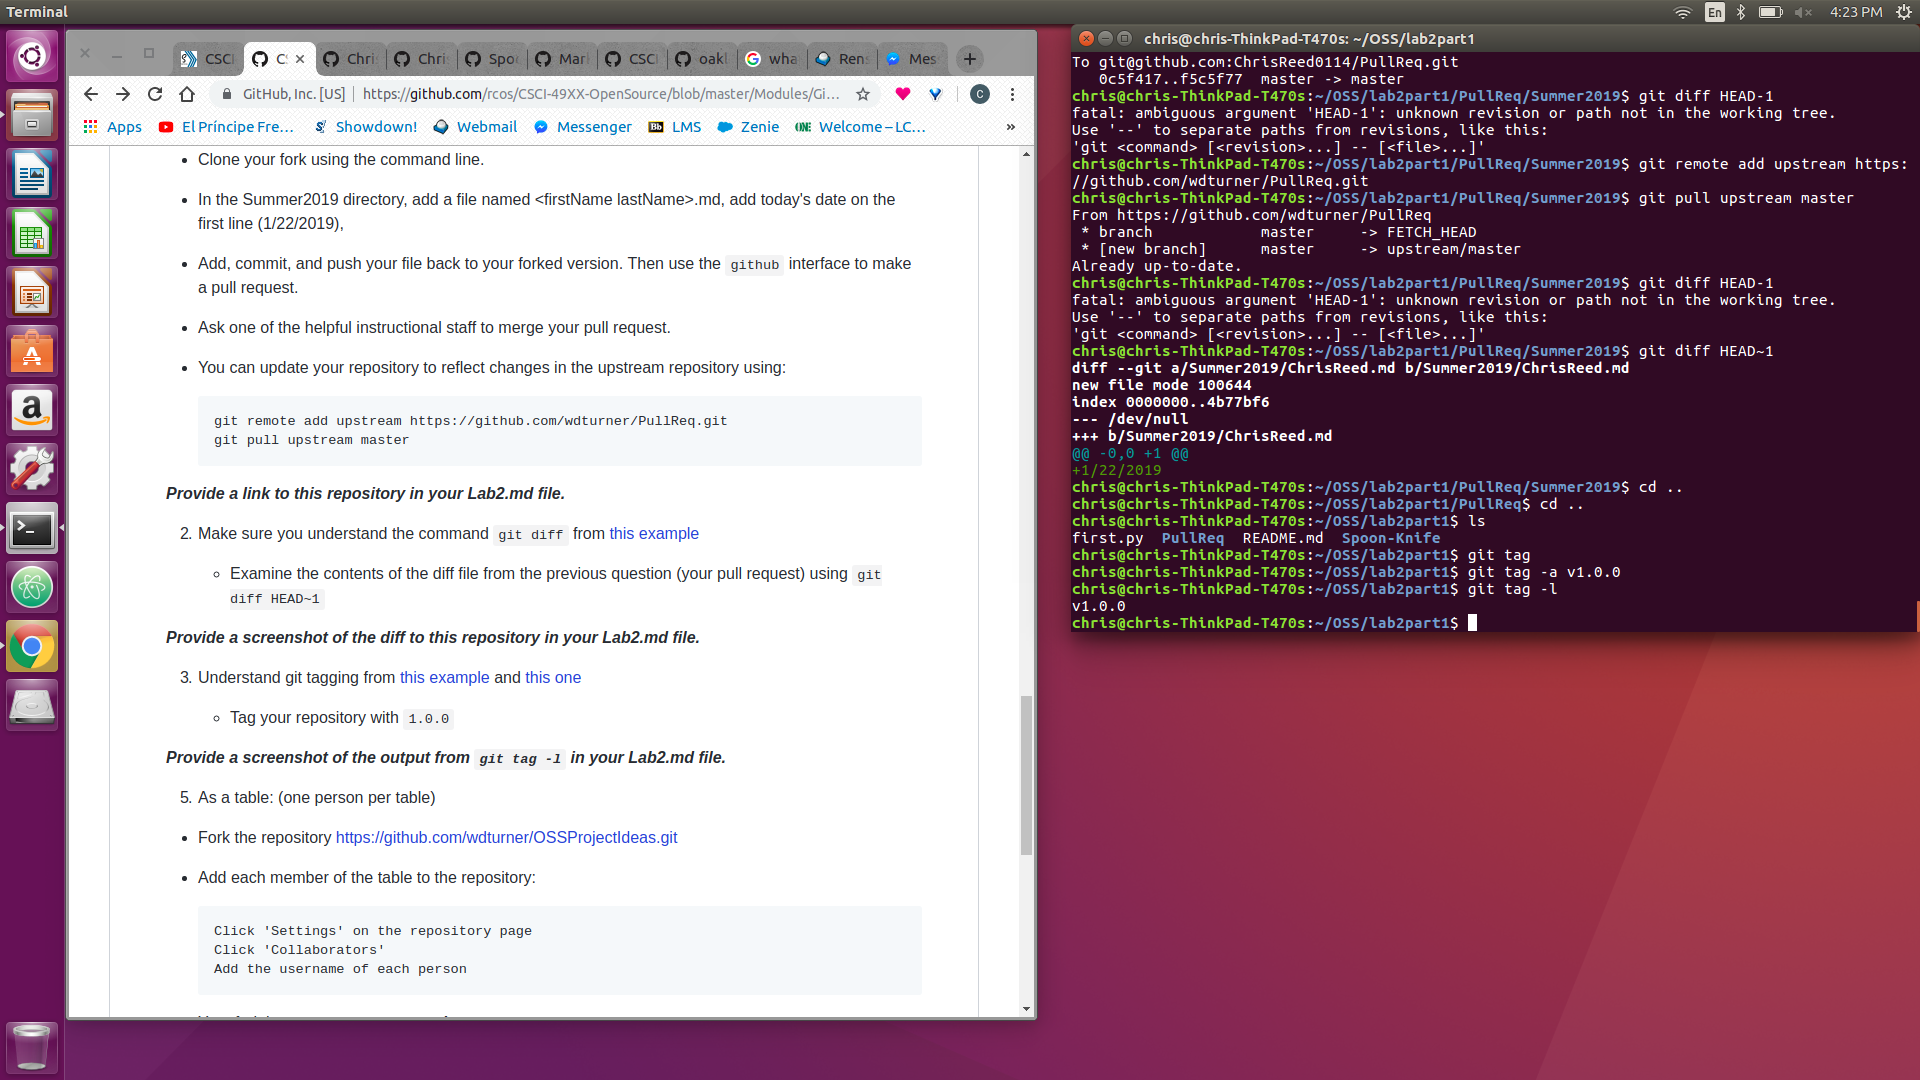 Terminal
En
4:23 PM
CSCI
CS
Chris
Chris
Spoo
Mar
CSCI
oakl
wha
Rens
Mes
GitHub, Inc. [US]
https://github.com/rcos/CSCI-49XX-OpenSource/blob/master/Modules/Gi...
C
Apps
El Príncipe Fre...
Showdown!
Webmail
Messenger
Bb LMS
Zenie
Welcome – LC...
»
• Clone your fork using the command line.
• In the Summer2019 directory, add a file named <firstName lastName>.md, add today's date on the
first line (1/22/2019),
• Add, commit, and push your file back to your forked version. Then use the github interface to make
a pull request.
• Ask one of the helpful instructional staff to merge your pull request.
• You can update your repository to reflect changes in the upstream repository using:
git remote add upstream https://github.com/wdturner/PullReq.git
git pull upstream master
Provide a link to this repository in your Lab2.md file.
2. Make sure you understand the command git diff from this example
Examine the contents of the diff file from the previous question (your pull request) using git
diff HEAD~1
Provide a screenshot of the diff to this repository in your Lab2.md file.
3. Understand git tagging from this example and this one
Tag your repository with 1.0.0
Provide a screenshot of the output from git tag -l in your Lab2.md file.
5. As a table: (one person per table)
• Fork the repository https://github.com/wdturner/OSSProjectIdeas.git
• Add each member of the table to the repository:
Click 'Settings' on the repository page
Click 'Collaborators'
Add the username of each person
chris@chris-ThinkPad-T470s: ~/OSS/lab2part1
To git@github.com:ChrisReed0114/PullReq.git
0c5f417..f5c5f77  master -> master
chris@chris-ThinkPad-T470s:~/OSS/lab2part1/PullReq/Summer2019$ git diff HEAD-1
fatal: ambiguous argument 'HEAD-1': unknown revision or path not in the working tree.
Use '--' to separate paths from revisions, like this:
'git <command> [<revision>...] -- [<file>...]'
chris@chris-ThinkPad-T470s:~/OSS/lab2part1/PullReq/Summer2019$ git remote add upstream https:
//github.com/wdturner/PullReq.git
chris@chris-ThinkPad-T470s:~/OSS/lab2part1/PullReq/Summer2019$ git pull upstream master
From https://github.com/wdturner/PullReq
* branch            master     -> FETCH_HEAD
* [new branch]      master     -> upstream/master
Already up-to-date.
chris@chris-ThinkPad-T470s:~/OSS/lab2part1/PullReq/Summer2019$ git diff HEAD-1
fatal: ambiguous argument 'HEAD-1': unknown revision or path not in the working tree.
Use '--' to separate paths from revisions, like this:
'git <command> [<revision>...] -- [<file>...]'
chris@chris-ThinkPad-T470s:~/OSS/lab2part1/PullReq/Summer2019$ git diff HEAD~1
diff --git a/Summer2019/ChrisReed.md b/Summer2019/ChrisReed.md
new file mode 100644
index 0000000..4b77bf6
--- /dev/null
+++ b/Summer2019/ChrisReed.md
@@ -0,0 +1 @@
+1/22/2019
chris@chris-ThinkPad-T470s:~/OSS/lab2part1/PullReq/Summer2019$ cd ..
chris@chris-ThinkPad-T470s:~/OSS/lab2part1/PullReq$ cd ..
chris@chris-ThinkPad-T470s:~/OSS/lab2part1$ ls
first.py  PullReq  README.md  Spoon-Knife
chris@chris-ThinkPad-T470s:~/OSS/lab2part1$ git tag
chris@chris-ThinkPad-T470s:~/OSS/lab2part1$ git tag -a v1.0.0
chris@chris-ThinkPad-T470s:~/OSS/lab2part1$ git tag -l
v1.0.0
chris@chris-ThinkPad-T470s:~/OSS/lab2part1$